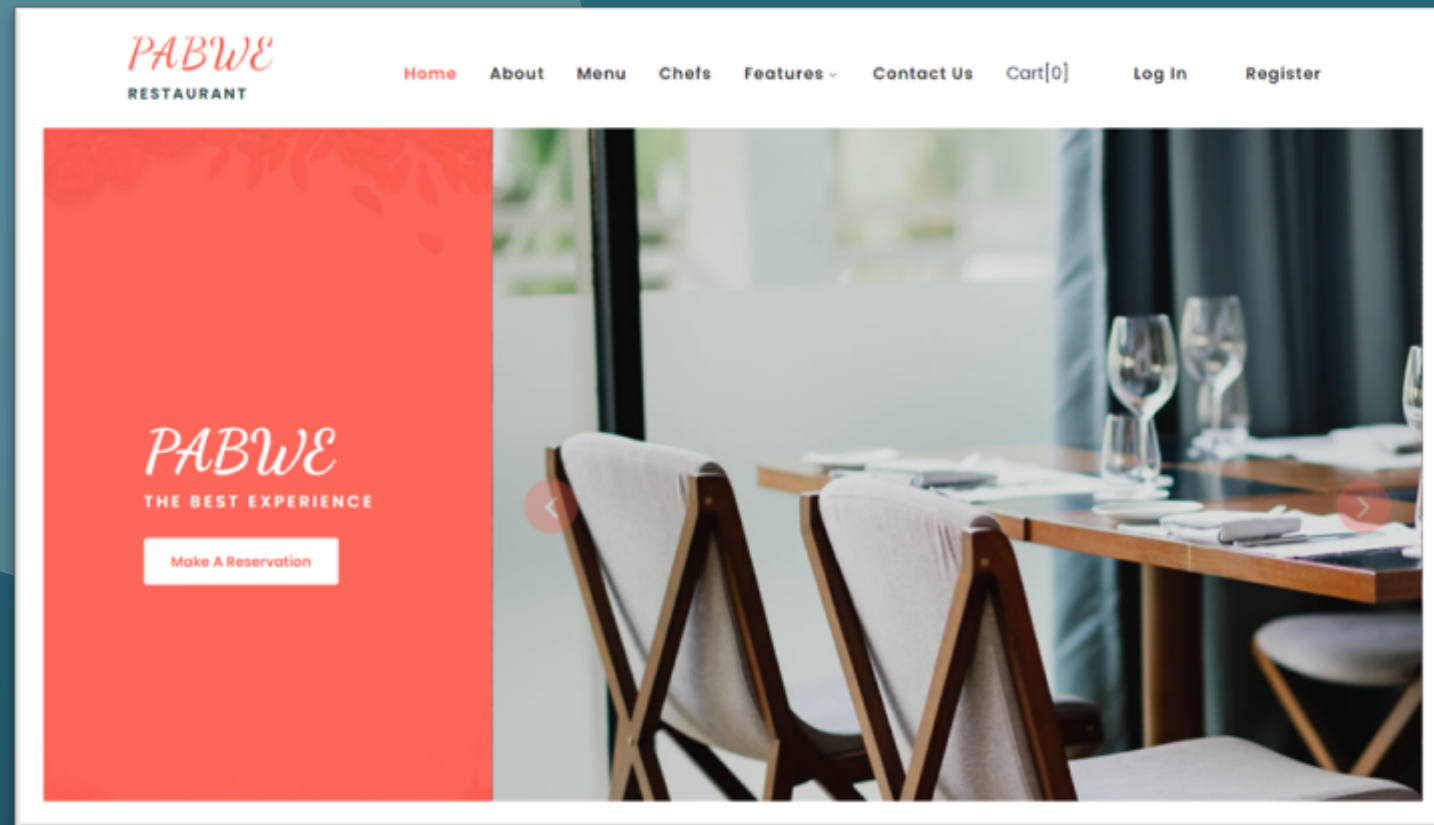 PABWE
RESTAURANT
Home About Menu Chefs Features Contact Us Cart[0] Log In Register
PABWE
THE BEST EXPERIENCE
Make A Reservation